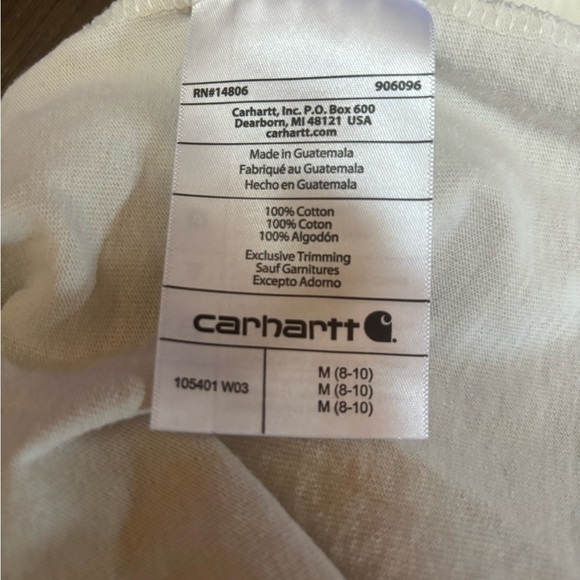 RN#14806 906096
Carhartt, Inc. P.O. Box 600
Dearborn, MI 48121 USA
carhartt.com
Made in Guatemala
Fabriqué au Guatemala
Hecho en Guatemala
100% Cotton
100% Coton
100% Algodón
Exclusive Trimming
Sauf Garnitures
Excepto Adorno
carhartt
105401 W03
M (8-10)
M (8-10)
M (8-10)